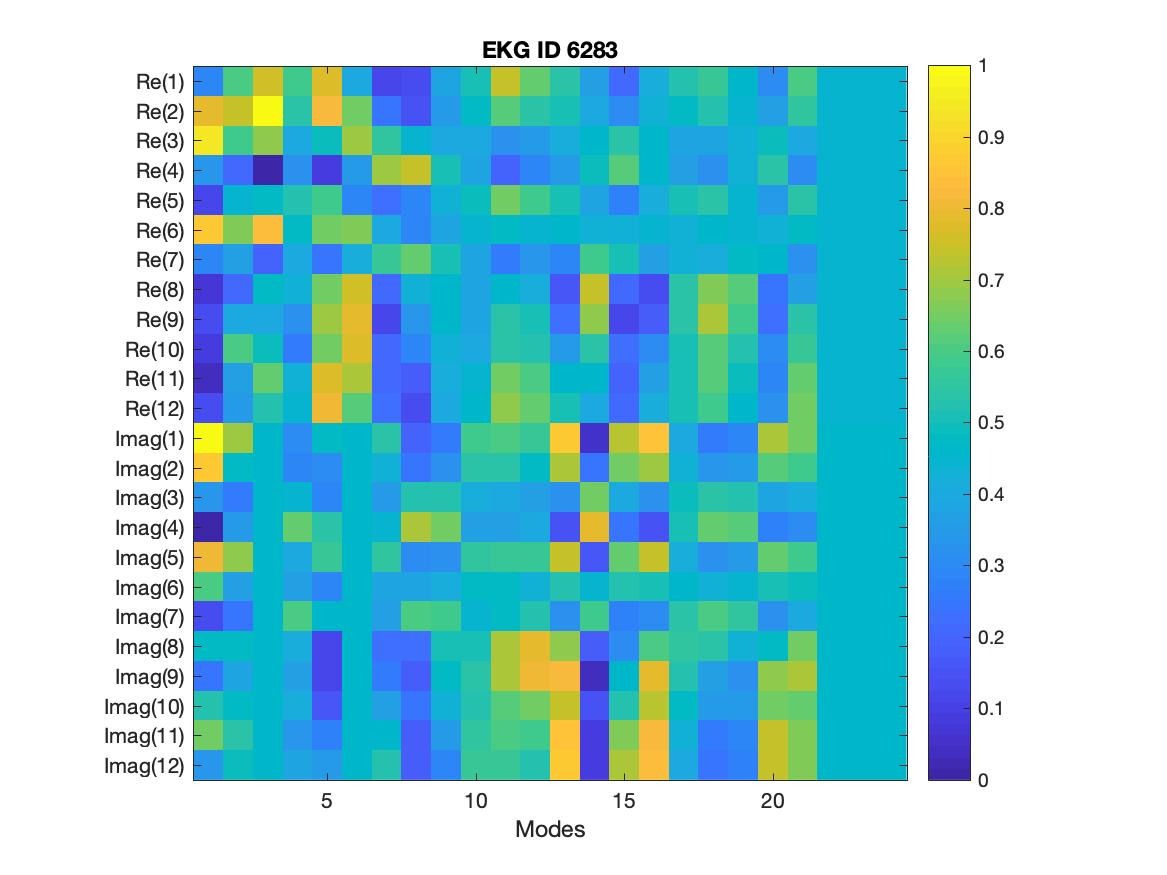 EKG ID 6283
Re(1)
Re(2)
Re(3)
Re(4)
Re(5)
Re(6)
Re(7)
Re(8)
Re(9)
Re(10)
Re(11)
Re(12)
Imag(1)
Imag(2)
Imag(3)
Imag(4)
Imag(5)
Imag(6)
Imag(7)
Imag(8)
Imag(9)
Imag(10)
Imag(11)
Imag(12)
5 10 15 20
Modes
1
0.9
0.8
0.7
0.6
0.5
0.4
0.3
0.2
0.1
0